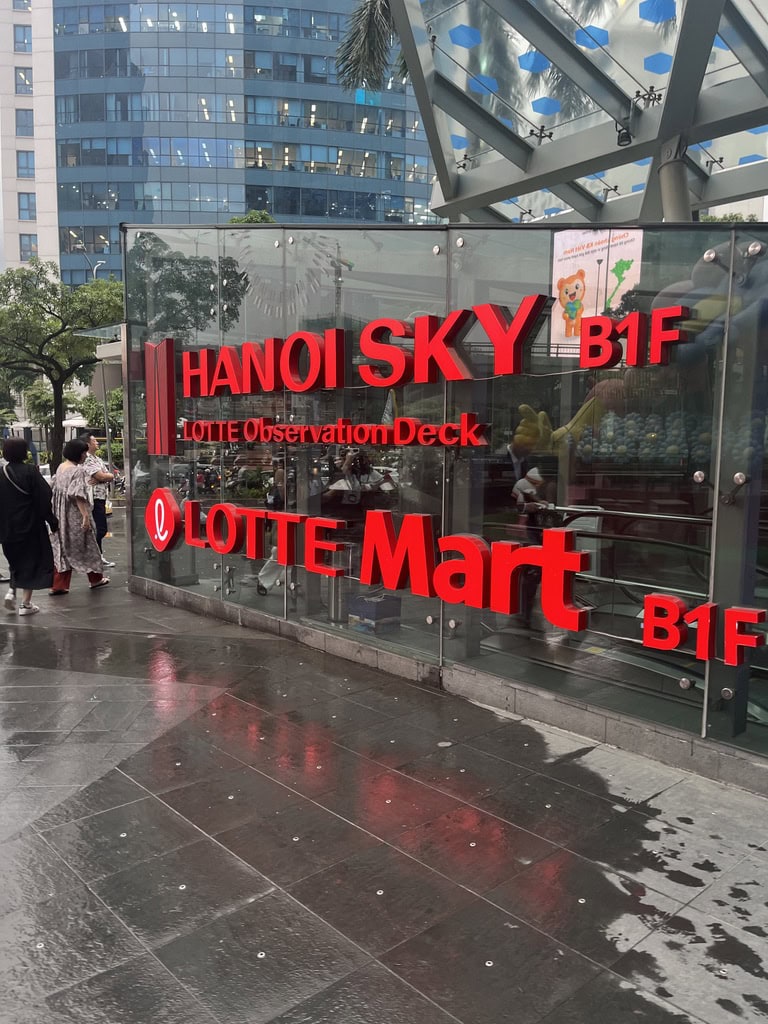 HANOI SKY B1F
LOTTE Observation Deck
LOTTE Mart B1F